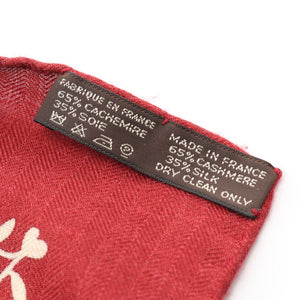 FABRIQUE EN FRANCE
65% CACHEMIRE
35% SOIE
MADE IN FRANCE
65% CASHMERE
35% SILK
DRY CLEAN ONLY